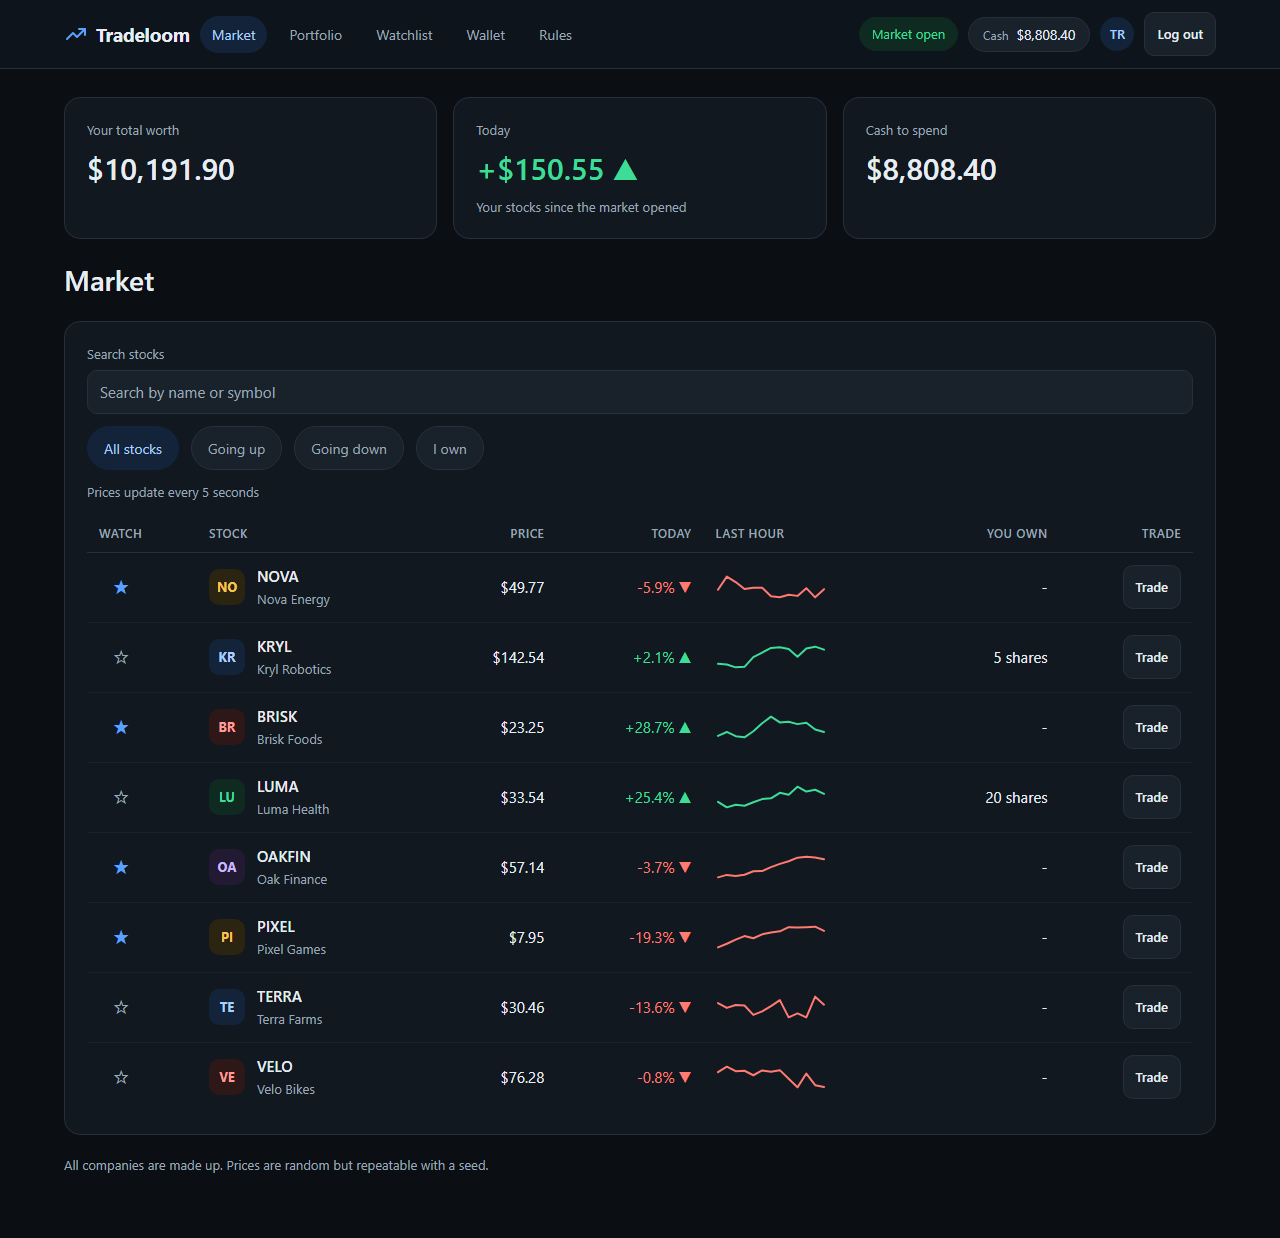 Tradeloom Market Portfolio Watchlist Wallet Rules Market open Cash $8,808.40 TR Log out
Your total worth
$10,191.90
Today
+$150.55 ▲
Your stocks since the market opened
Cash to spend
$8,808.40
Market
Search stocks
Search by name or symbol
All stocks Going up Going down I own
Prices update every 5 seconds
WATCH STOCK PRICE TODAY LAST HOUR YOU OWN TRADE
★ NO NOVA $49.77 -5.9% ▼ - Trade
Nova Energy
☆ KR KRYL $142.54 +2.1% ▲ 5 shares Trade
Kryl Robotics
★ BR BRISK $23.25 +28.7% ▲ - Trade
Brisk Foods
☆ LU LUMA $33.54 +25.4% ▲ 20 shares Trade
Luma Health
★ OA OAKFIN $57.14 -3.7% ▼ - Trade
Oak Finance
★ PI PIXEL $7.95 -19.3% ▼ - Trade
Pixel Games
☆ TE TERRA $30.46 -13.6% ▼ - Trade
Terra Farms
☆ VE VELO $76.28 -0.8% ▼ - Trade
Velo Bikes
All companies are made up. Prices are random but repeatable with a seed.